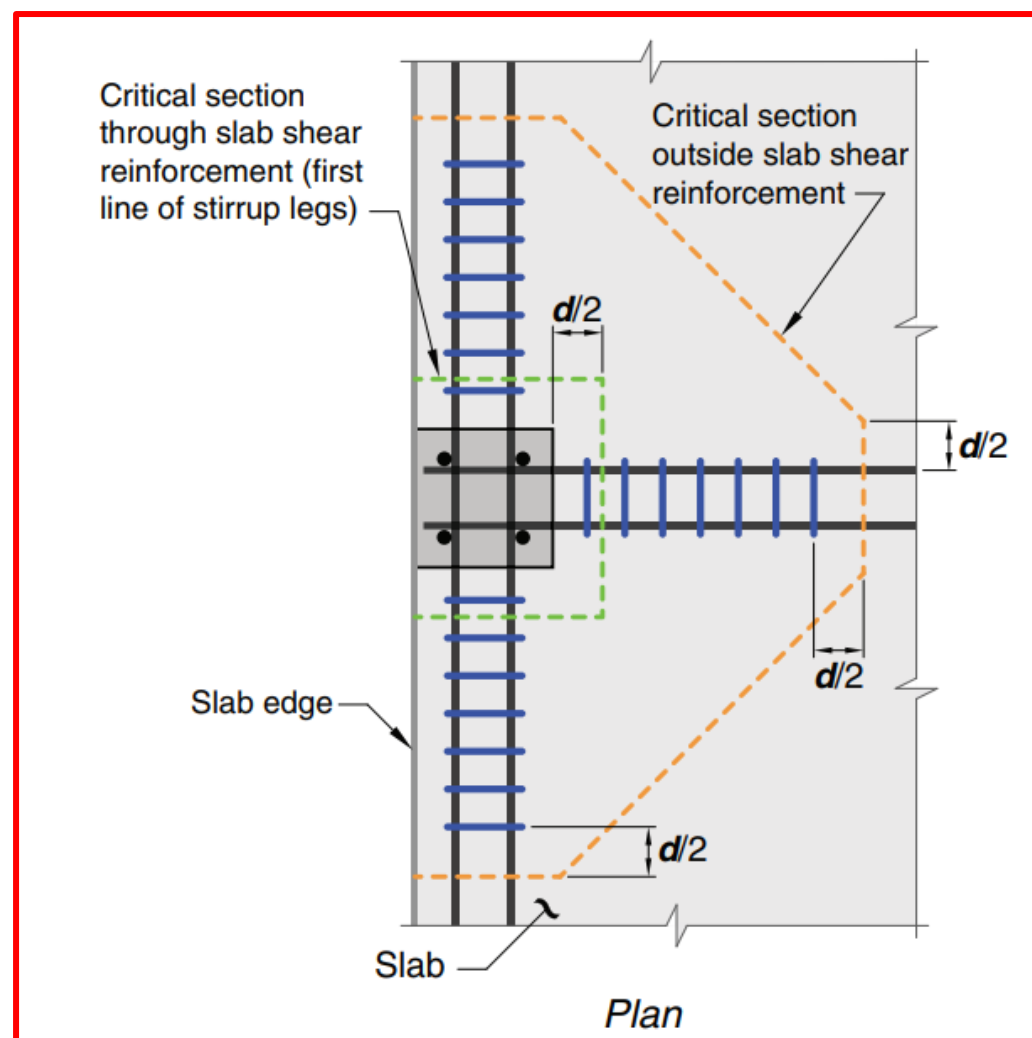 Critical section
through slab shear
reinforcement (first
line of stirrup legs)
Critical section
outside slab shear
reinforcement
d/2
d/2
d/2
d/2
Slab edge
Slab
Plan